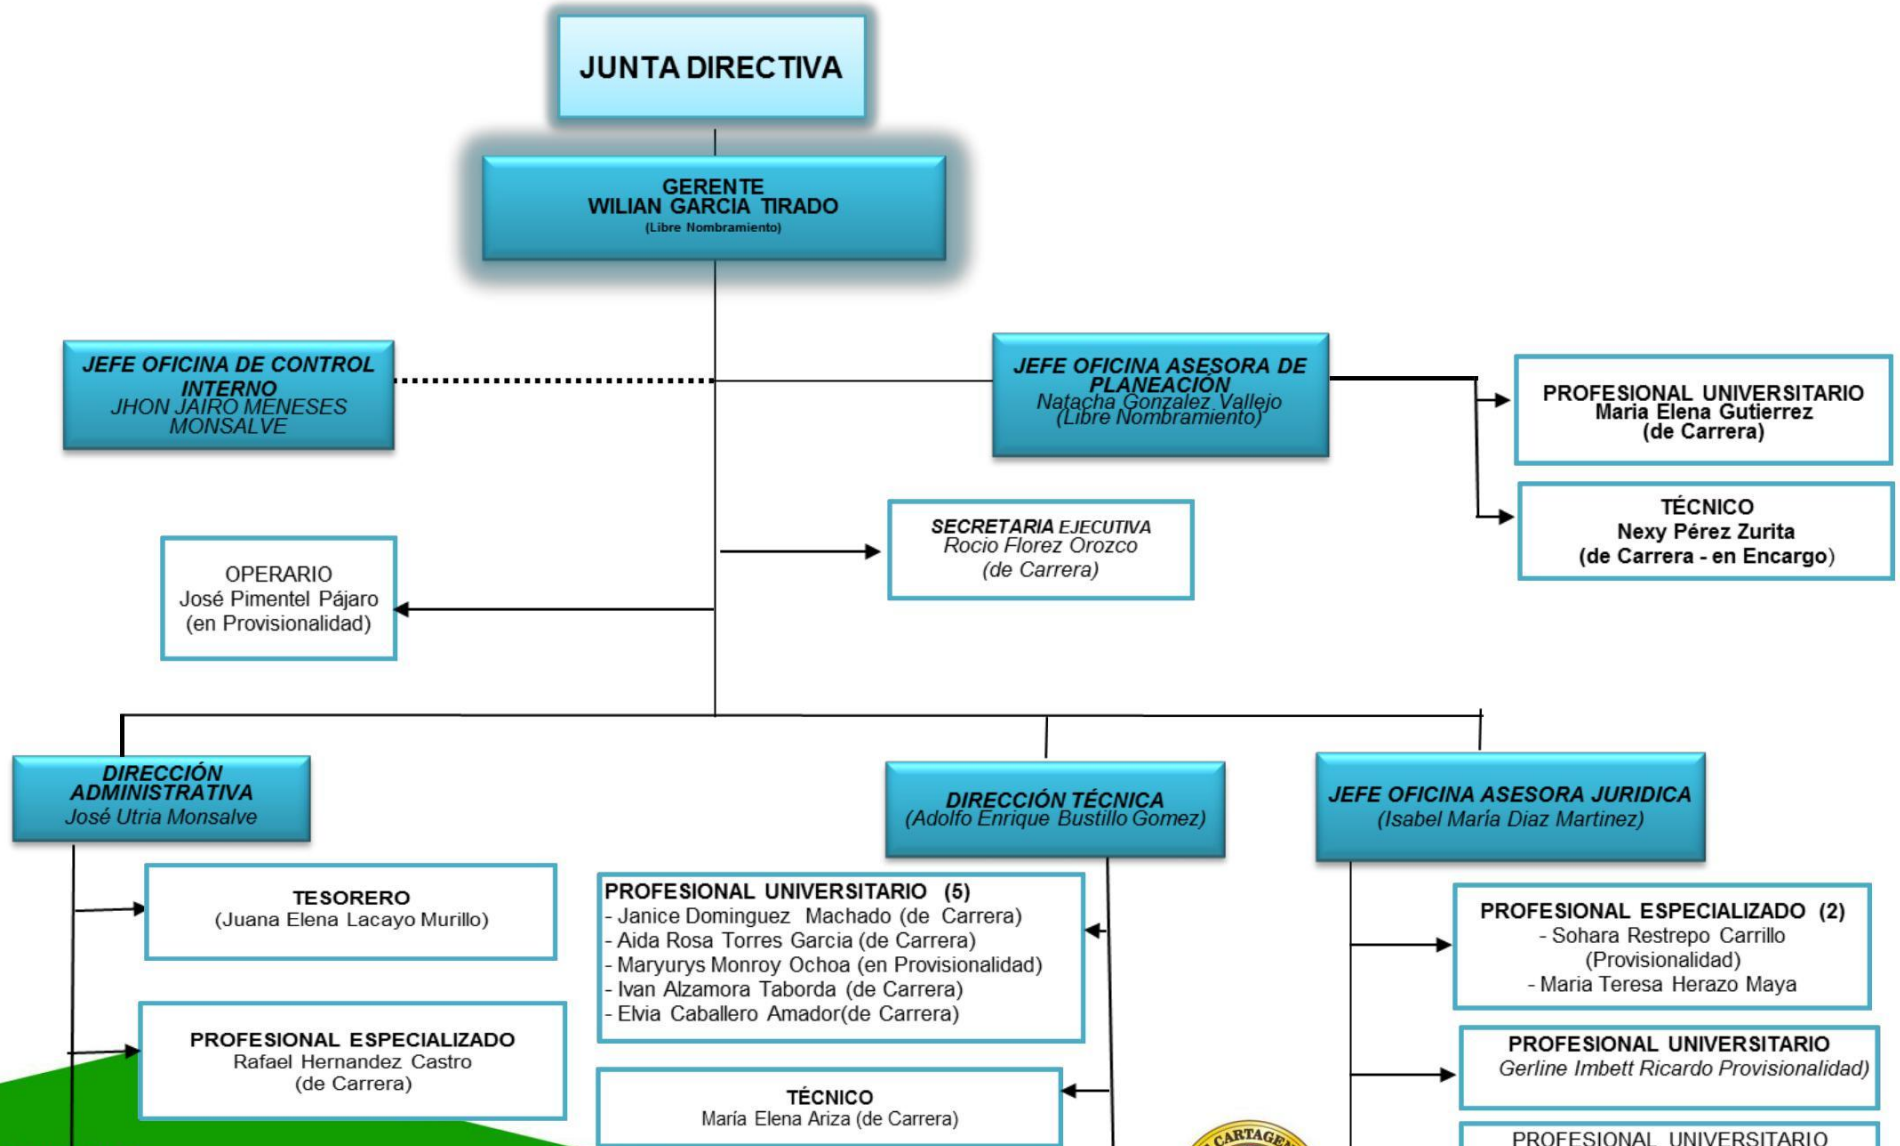 JUNTA DIRECTIVA
GERENTE
WILIAN GARCIA TIRADO
(Libre Nombramiento)
JEFE OFICINA DE CONTROL
INTERNO
JHON JAIRO MENESES
MONSALVE
JEFE OFICINA ASESORA DE
PLANEACIÓN
Natacha Gonzalez Vallejo
(Libre Nombramiento)
PROFESIONAL UNIVERSITARIO
Maria Elena Gutierrez
(de Carrera)
TÉCNICO
Nexy Pérez Zurita
(de Carrera - en Encargo)
SECRETARIA EJECUTIVA
Rocio Florez Orozco
(de Carrera)
OPERARIO
José Pimentel Pájaro
(en Provisionalidad)
DIRECCIÓN
ADMINISTRATIVA
José Utria Monsalve
DIRECCIÓN TÉCNICA
(Adolfo Enrique Bustillo Gomez)
JEFE OFICINA ASESORA JURIDICA
(Isabel María Diaz Martinez)
TESORERO
(Juana Elena Lacayo Murillo)
PROFESIONAL ESPECIALIZADO
Rafael Hernandez Castro
(de Carrera)
PROFESIONAL UNIVERSITARIO (5)
- Janice Dominguez Machado (de Carrera)
- Aida Rosa Torres Garcia (de Carrera)
- Maryurys Monroy Ochoa (en Provisionalidad)
- Ivan Alzamora Taborda (de Carrera)
- Elvia Caballero Amador(de Carrera)
TÉCNICO
María Elena Ariza (de Carrera)
PROFESIONAL ESPECIALIZADO (2)
- Sohara Restrepo Carrillo
(Provisionalidad)
- Maria Teresa Herazo Maya
PROFESIONAL UNIVERSITARIO
Gerline Imbett Ricardo Provisionalidad)
PROFESIONAL UNIVERSITARIO